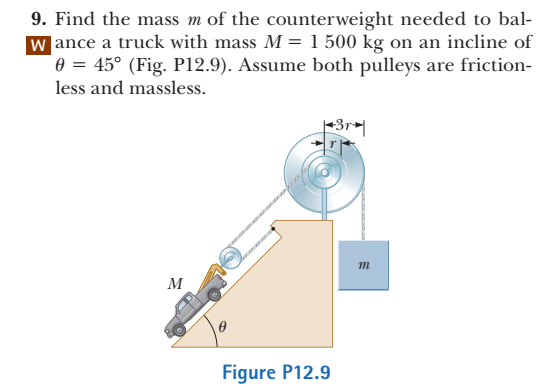 9. Find the mass m of the counterweight needed to bal-
W ance a truck with mass M = 1 500 kg on an incline of
θ = 45° (Fig. P12.9). Assume both pulleys are friction-
less and massless.
3r
r
m
M
θ
Figure P12.9